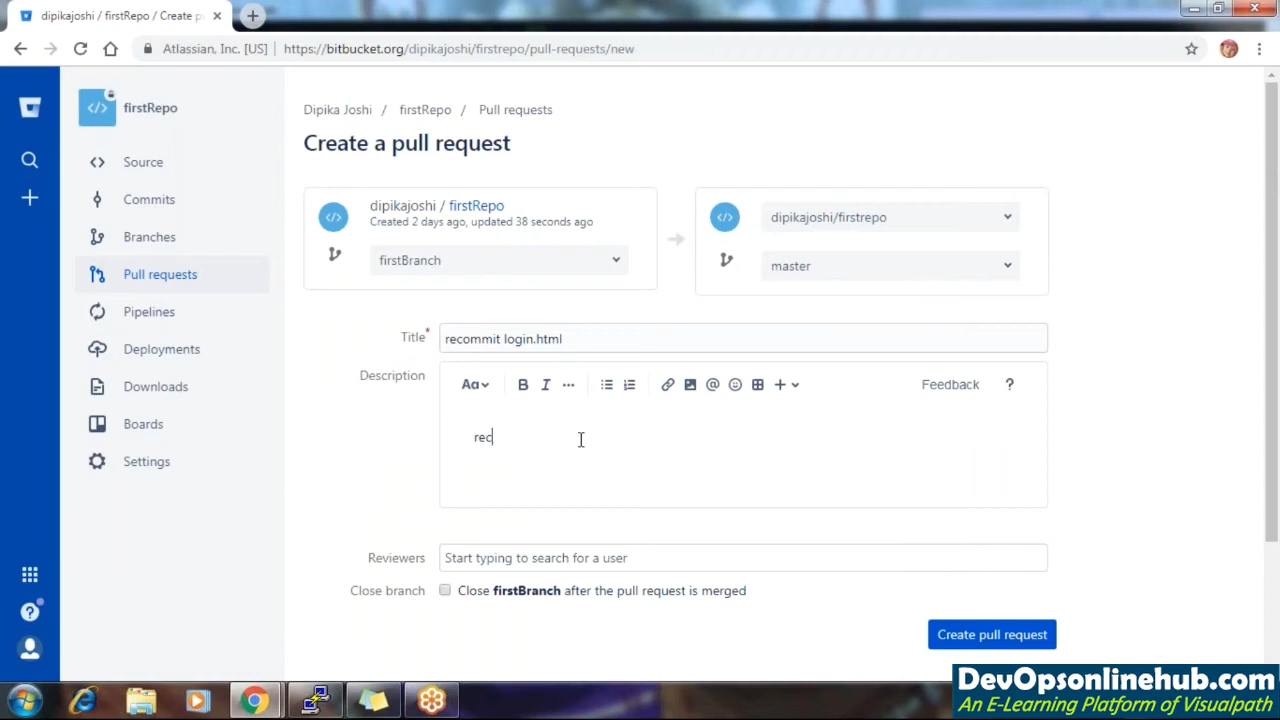 dipikajoshi / firstRepo / Create p
Atlassian, Inc. [US]
https://bitbucket.org/dipikajoshi/firstrepo/pull-requests/new
firstRepo
Source
Commits
Branches
Pull requests
Pipelines
Deployments
Downloads
Boards
Settings
Dipika Joshi / firstRepo / Pull requests
Create a pull request
dipikajoshi / firstRepo
Created 2 days ago, updated 38 seconds ago
firstBranch
dipikajoshi/firstrepo
master
Title*
recommit login.html
Description
Aa
B I
Feedback ?
rec
Reviewers
Start typing to search for a user
Close branch
Close firstBranch after the pull request is merged
Create pull request
DevOpsonlinehub.com
An E-Learning Platform of Visualpath